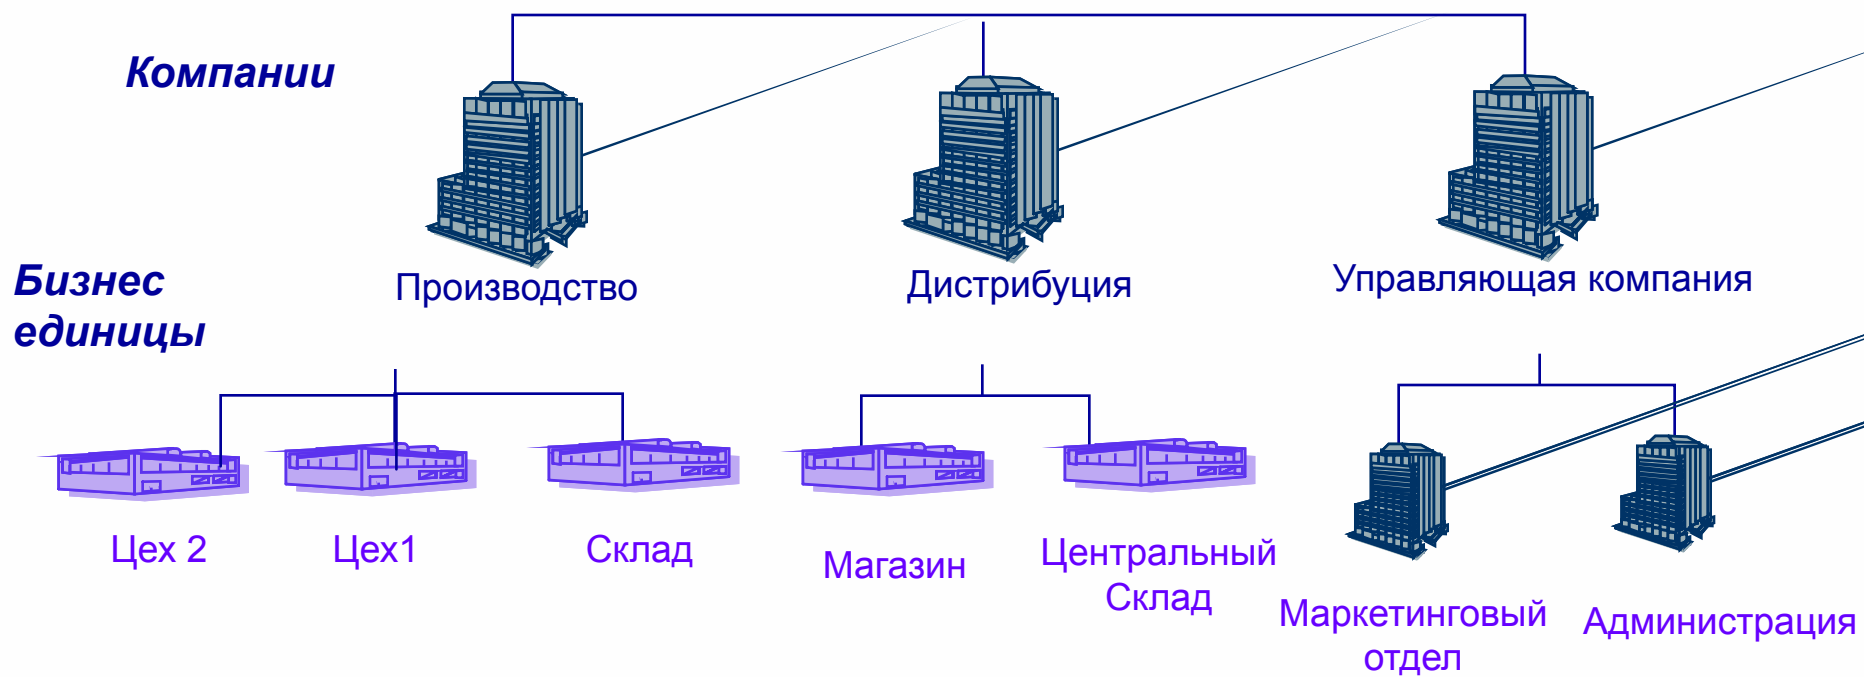 Компании
Производство
Дистрибуция
Управляющая компания
Бизнес
единицы
Цех 2
Цех1
Склад
Магазин
Центральный
Склад
Маркетинговый
отдел
Администрация